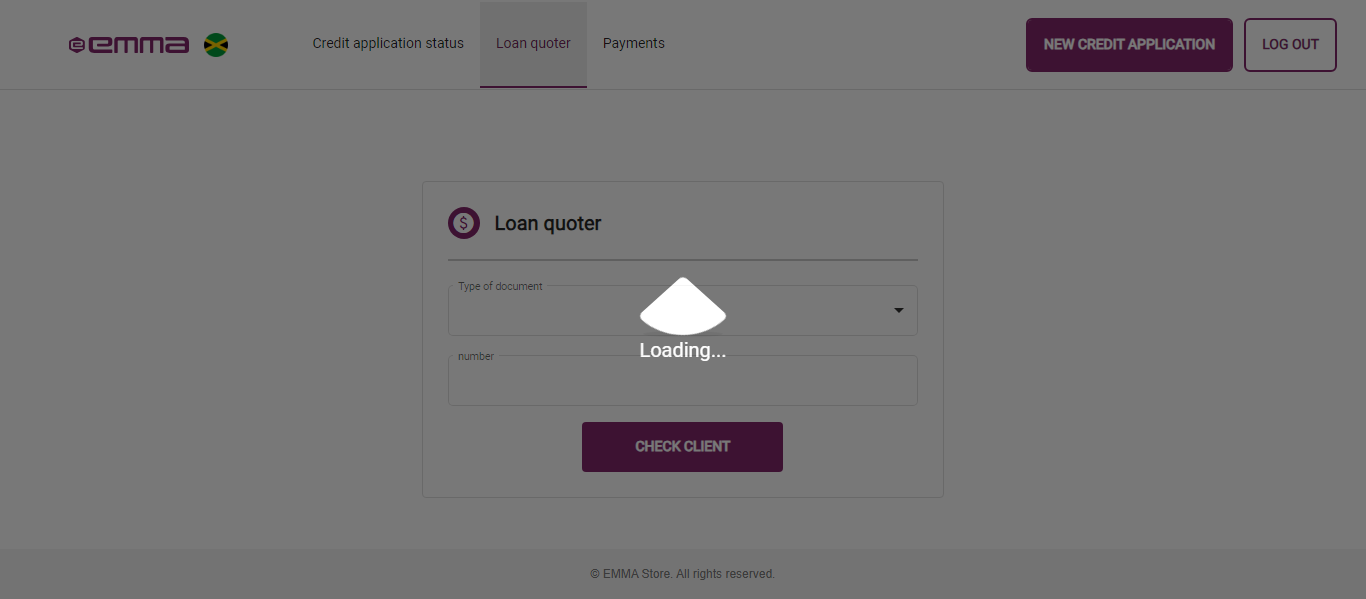 emma
Credit application status
Loan quoter
Payments
NEW CREDIT APPLICATION
LOG OUT
$ Loan quoter
Type of document
Loading...
number
CHECK CLIENT
© EMMA Store. All rights reserved.